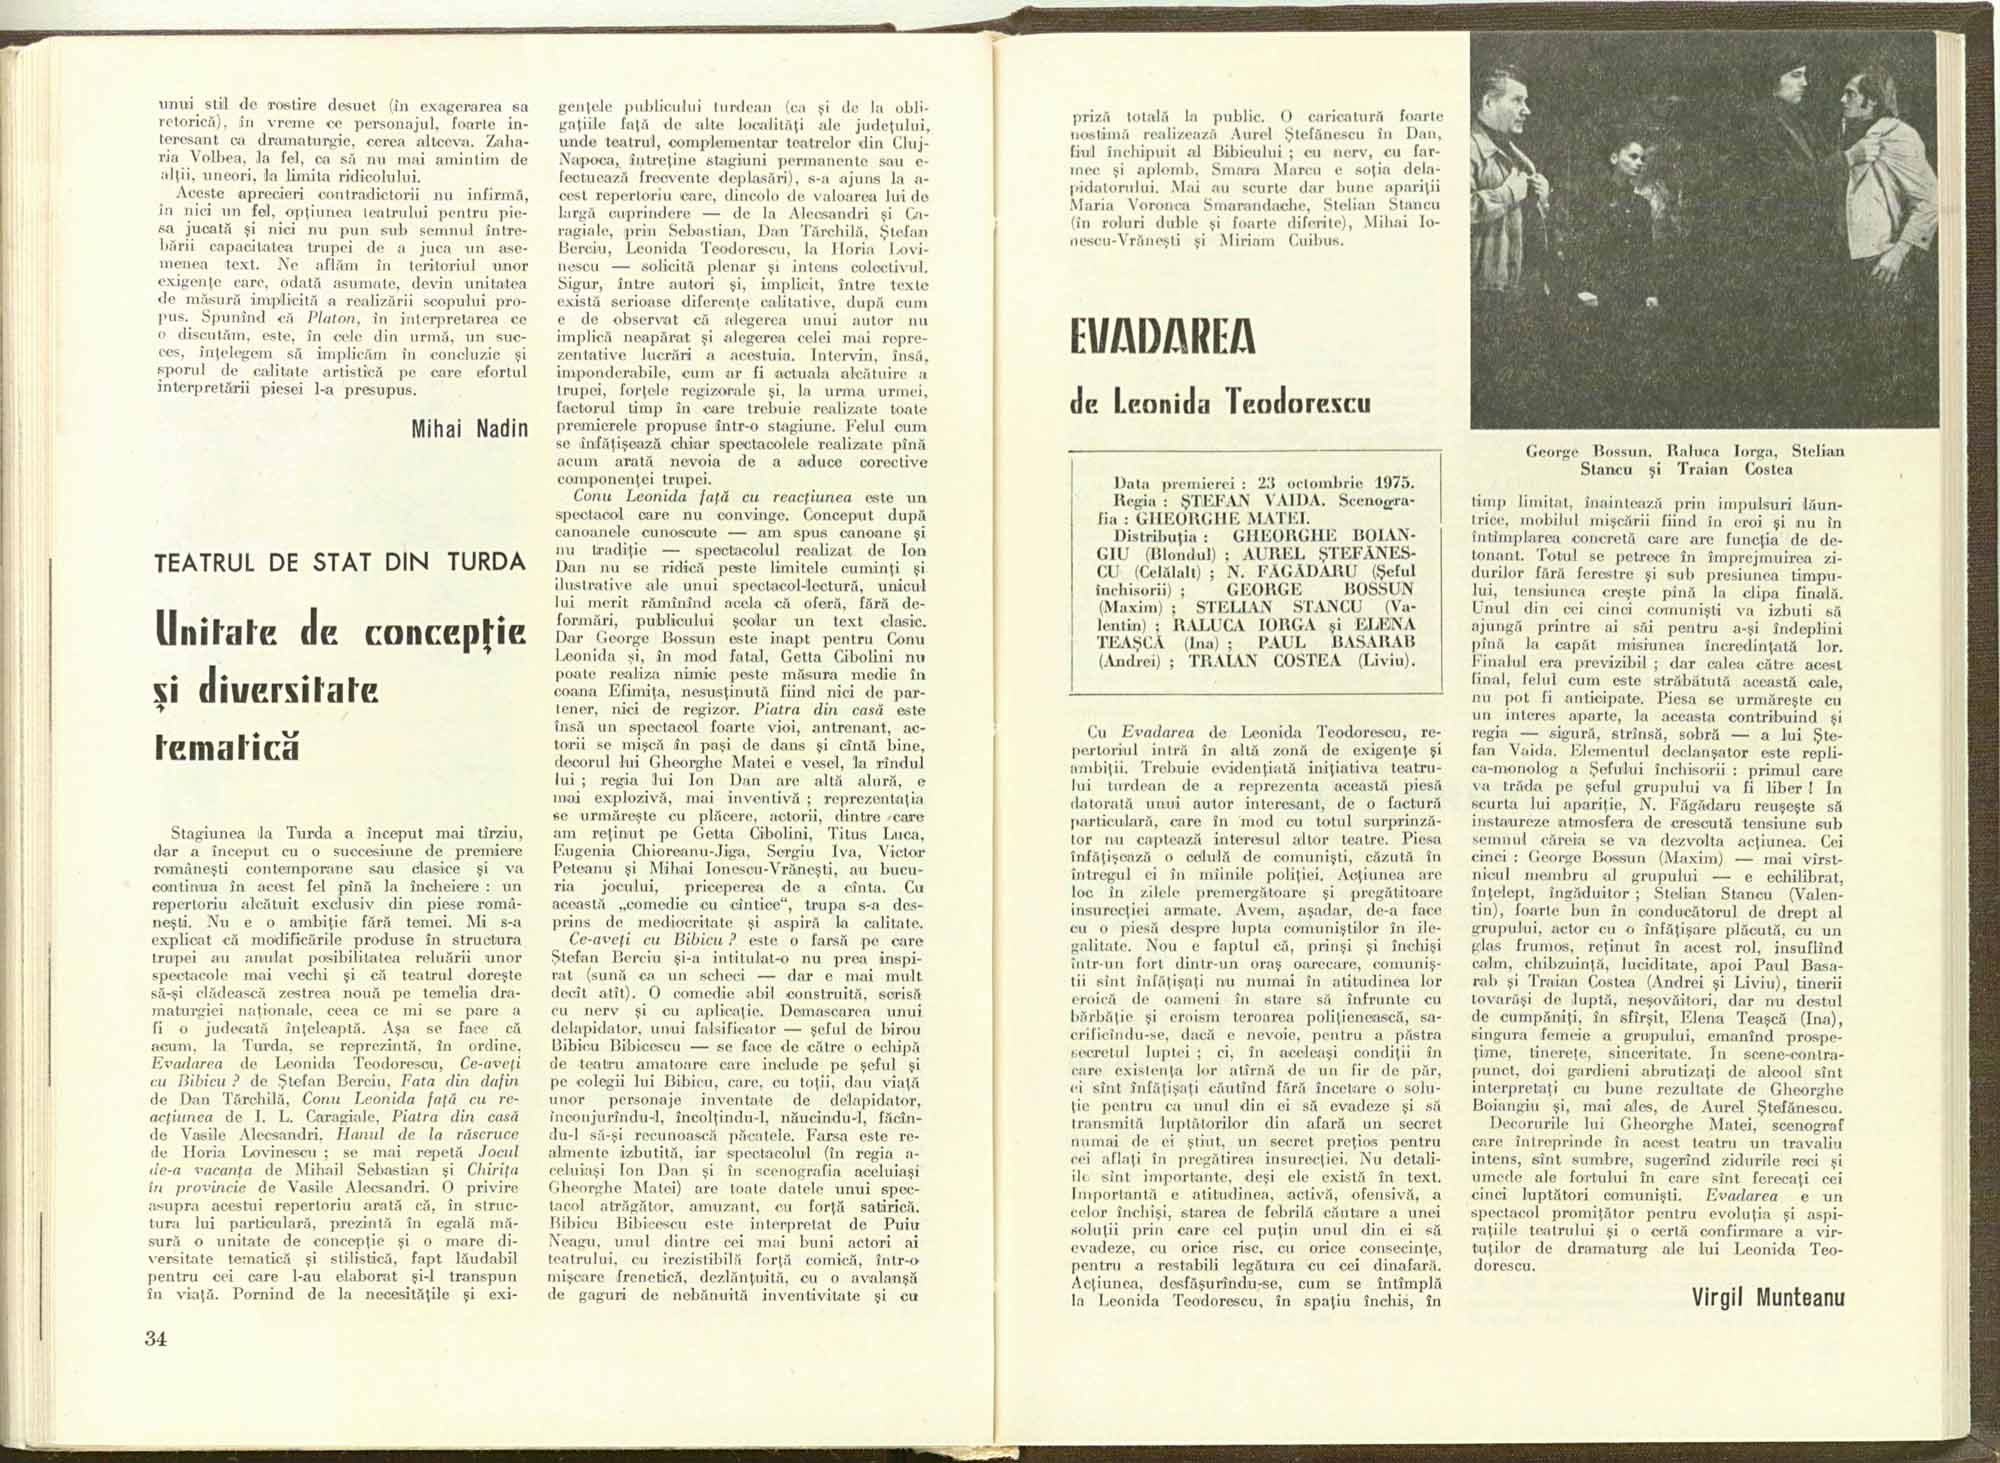 unui stil de rostire desuet (în exagerarea sa
retorică), în vreme ce personajul, foarte in-
teresant ca dramaturgie, cerea altceva. Zaha-
ria Volbea, la fel, ca să nu mai amintim de
alții, uneori, la limita ridicolului.
Aceste aprecieri contradictorii nu infirmă,
în nici un fel, opțiunea teatrului pentru pie-
sa jucată și nici nu pun sub semnul între-
bării capacitatea trupei de a juca un ase-
menea text. Ne aflăm în teritoriul unor
exigențe care, odată asumate, devin unitatea
de măsură implicită a realizării scopului pro-
pus. Spunînd că Platon, în interpretarea ce
o discutăm, este, în cele din urmă, un suc-
ces, înțelegem să implicăm în concluzie și
sporul de calitate artistică pe care efortul
interpretării piesei l-a presupus.
Mihai Nadin
TEATRUL DE STAT DIN TURDA
Unitate de concepție
și diversitate
tematică
Stagiunea la Turda a început mai tîrziu,
dar a început cu o succesiune de premiere
românești contemporane sau clasice și va
continua în acest fel pînă la încheiere : un
repertoriu alcătuit exclusiv din piese româ-
nești. Nu e o ambiție fără temei. Mi s-a
explicat că modificările produse în structura
trupei au anulat posibilitatea reluării unor
spectacole mai vechi și că teatrul dorește
să-și clădească zestrea nouă pe temelia dra-
maturgiei naționale, ceea ce mi se pare a
fi o judecată înțeleaptă. Așa se face că
acum, la Turda, se reprezintă, în ordine,
Evadarea de Leonida Teodorescu, Ce-aveți
cu Bibicu ? de Ștefan Berciu, Fata din dafin
de Dan Tărchilă, Conu Leonida față cu re-
acțiunea de I. L. Caragiale, Piatra din casă
de Vasile Alecsandri, Hanul de la răscruce
de Horia Lovinescu ; se mai repetă Jocul
de-a vacanța de Mihail Sebastian și Chirița
în provincie de Vasile Alecsandri. O privire
asupra acestui repertoriu arată că, în struc-
tura lui particulară, prezintă în egală mă-
sură o unitate de concepție și o mare di-
versitate tematică și stilistică, fapt lăudabil
pentru cei care l-au elaborat și-l transpun
în viață. Pornind de la necesitățile și exi-
34
gențele publicului turdean (ca și de la obli-
gațiile față de alte localități ale județului,
unde teatrul, complementar teatrelor din Cluj-
Napoca, întreține stagiuni permanente sau e-
fectuează frecvente deplasări), s-a ajuns la a-
cest repertoriu care, dincolo de valoarea lui de
largă cuprindere — de la Alecsandri și Ca-
ragiale, prin Sebastian, Dan Tărchilă, Ștefan
Berciu, Leonida Teodorescu, la Horia Lovi-
nescu — solicită plenar și intens colectivul.
Sigur, între autori și, implicit, între texte
există serioase diferențe calitative, după cum
e de observat că alegerea unui autor nu
implică neapărat și alegerea celei mai repre-
zentative lucrări a acestuia. Intervin, însă,
imponderabile, cum ar fi actuala alcătuire a
trupei, forțele regizorale și, la urma urmei,
factorul timp în care trebuie realizate toate
premierele propuse într-o stagiune. Felul cum
se înfățișează chiar spectacolele realizate pînă
acum arată nevoia de a aduce corective
componenței trupei.
Conu Leonida față cu reacțiunea este un
spectacol care nu convinge. Conceput după
canoanele cunoscute — am spus canoane și
nu tradiție — spectacolul realizat de Ion
Dan nu se ridică peste limitele cuminți și
ilustrative ale unui spectacol-lectură, unicul
lui merit rămînînd acela că oferă, fără de-
formări, publicului școlar un text clasic.
Dar George Bossun este inapt pentru Conu
Leonida și, în mod fatal, Getta Cibolini nu
poate realiza nimic peste măsura medie în
coana Efimița, nesusținută fiind nici de par-
tener, nici de regizor. Piatra din casă este
însă un spectacol foarte vioi, antrenant, ac-
torii se mișcă în pași de dans și cîntă bine,
decorul lui Gheorghe Matei e vesel, la rîndul
lui ; regia lui Ion Dan are altă alură, e
mai explozivă, mai inventivă ; reprezentația
se urmărește cu plăcere, actorii, dintre care
am reținut pe Getta Cibolini, Titus Luca,
Eugenia Chioreanu-Jiga, Sergiu Iva, Victor
Peteanu și Mihai Ionescu-Vrănești, au bucu-
ria jocului, priceperea de a cînta. Cu
această „comedie cu cîntice“, trupa s-a des-
prins de mediocritate și aspiră la calitate.
Ce-aveți cu Bibicu ? este o farsă pe care
Ștefan Berciu și-a intitulat-o nu prea inspi-
rat (sună ca un scheci — dar e mai mult
decît atît). O comedie abil construită, scrisă
cu nerv și cu aplicație. Demascarea unui
delapidator, unui falsificator — șeful de birou
Bibicu Bibicescu — se face de către o echipă
de teatru amatoare care include pe șeful și
pe colegii lui Bibicu, care, cu toții, dau viață
unor personaje inventate de delapidator,
înconjurîndu-l, încolțindu-l, năucindu-l, făcîn-
du-l să-și recunoască păcatele. Farsa este re-
almente izbutită, iar spectacolul (în regia a-
celuiași Ion Dan și în scenografia aceluiași
Gheorghe Matei) are toate datele unui spec-
tacol atrăgător, amuzant, cu forță satirică.
Bibicu Bibicescu este interpretat de Puiu
Neagu, unul dintre cei mai buni actori ai
teatrului, cu irezistibilă forță comică, într-o
mișcare frenetică, dezlănțuită, cu o avalanșă
de gaguri de nebănuită inventivitate și cu
priză totală la public. O caricatură foarte
nostimă realizează Aurel Ștefănescu în Dan,
fiul închipuit al Bibicului ; cu nerv, cu far-
mec și aplomb, Smara Marcu e soția dela-
pidatorului. Mai au scurte dar bune apariții
Maria Voronca Smarandache, Stelian Stancu
(în roluri duble și foarte diferite), Mihai Io-
nescu-Vrănești și Miriam Cuibus.
EVADAREA
de Leonida Teodorescu
Data premierei : 23 octombrie 1975.
Regia : ȘTEFAN VAIDA. Scenogra-
fia : GHEORGHE MATEI.
Distribuția : GHEORGHE BOIAN-
GIU (Blondul) ; AUREL ȘTEFĂNES-
CU (Celălalt) ; N. FĂGĂDARU (Șeful
închisorii) ; GEORGE BOSSUN
(Maxim) ; STELIAN STANCU (Va-
lentin) ; RALUCA IORGA și ELENA
TEAȘCĂ (Ina) ; PAUL BASARAB
(Andrei) ; TRAIAN COSTEA (Liviu).
Cu Evadarea de Leonida Teodorescu, re-
pertoriul intră în altă zonă de exigențe și
ambiții. Trebuie evidențiată inițiativa teatru-
lui turdean de a reprezenta această piesă
datorată unui autor interesant, de o factură
particulară, care în mod cu totul surprinză-
tor nu captează interesul altor teatre. Piesa
înfățișează o celulă de comuniști, căzută în
întregul ei în mîinile poliției. Acțiunea are
loc în zilele premergătoare și pregătitoare
insurecției armate. Avem, așadar, de-a face
cu o piesă despre lupta comuniștilor în ile-
galitate. Nou e faptul că, prinși și închiși
într-un fort dintr-un oraș oarecare, comuniș-
tii sînt înfățișați nu numai în atitudinea lor
eroică de oameni în stare să înfrunte cu
bărbăție și eroism teroarea polițienească, sa-
crificîndu-se, dacă e nevoie, pentru a păstra
secretul luptei ; ci, în aceleași condiții în
care existența lor atîrnă de un fir de păr,
ei sînt înfățișați căutînd fără încetare o solu-
ție pentru ca unul din ei să evadeze și să
transmită luptătorilor din afară un secret
numai de ei știut, un secret prețios pentru
cei aflați în pregătirea insurecției. Nu detali-
ile sînt importante, deși ele există în text.
Importantă e atitudinea, activă, ofensivă, a
celor închiși, starea de febrilă căutare a unei
soluții prin care cel puțin unul din ei să
evadeze, cu orice risc, cu orice consecințe,
pentru a restabili legătura cu cei dinafară.
Acțiunea, desfășurîndu-se, cum se întîmplă
la Leonida Teodorescu, în spațiu închis, în
George Bossun, Raluca Iorga, Stelian
Stancu și Traian Costea
timp limitat, înaintează prin impulsuri lăun-
trice, mobilul mișcării fiind în eroi și nu în
întîmplarea concretă care are funcția de de-
tonant. Totul se petrece în împrejmuirea zi-
durilor fără ferestre și sub presiunea timpu-
lui, tensiunea crește pînă la clipa finală.
Unul din cei cinci comuniști va izbuti să
ajungă printre ai săi pentru a-și îndeplini
pînă la capăt misiunea încredințată lor.
Finalul era previzibil ; dar calea către acest
final, felul cum este străbătută această cale,
nu pot fi anticipate. Piesa se urmărește cu
un interes aparte, la aceasta contribuind și
regia — sigură, strînsă, sobră — a lui Ște-
fan Vaida. Elementul declanșator este repli-
ca-monolog a Șefului închisorii : primul care
va trăda pe șeful grupului va fi liber ! În
scurta lui apariție, N. Făgădaru reușește să
instaureze atmosfera de crescută tensiune sub
semnul căreia se va dezvolta acțiunea. Cei
cinci : George Bossun (Maxim) — mai vîrst-
nicul membru al grupului — e echilibrat,
înțelept, îngăduitor ; Stelian Stancu (Valen-
tin), foarte bun în conducătorul de drept al
grupului, actor cu o înfățișare plăcută, cu un
glas frumos, reținut în acest rol, insuflînd
calm, chibzuință, luciditate, apoi Paul Basa-
rab și Traian Costea (Andrei și Liviu), tinerii
tovarăși de luptă, neșovăitori, dar nu destul
de cumpăniți, în sfîrșit, Elena Teașcă (Ina),
singura femeie a grupului, emanînd prospe-
țime, tinerețe, sinceritate. În scene-contra-
punct, doi gardieni abrutizați de alcool sînt
interpretați cu bune rezultate de Gheorghe
Boiangiu și, mai ales, de Aurel Ștefănescu.
Decorurile lui Gheorghe Matei, scenograf
care întreprinde în acest teatru un travaliu
intens, sînt sumbre, sugerînd zidurile reci și
umede ale fortului în care sînt ferecați cei
cinci luptători comuniști. Evadarea e un
spectacol promițător pentru evoluția și aspi-
rațiile teatrului și o certă confirmare a vir-
tuților de dramaturg ale lui Leonida Teo-
dorescu.
Virgil Munteanu